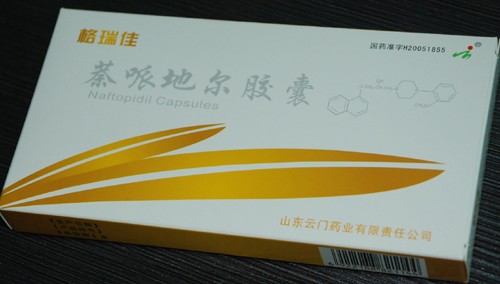 格瑞佳
国药准字H20051855
萘哌地尔胶囊
Naftopidil Capsules
山东云门药业有限责任公司